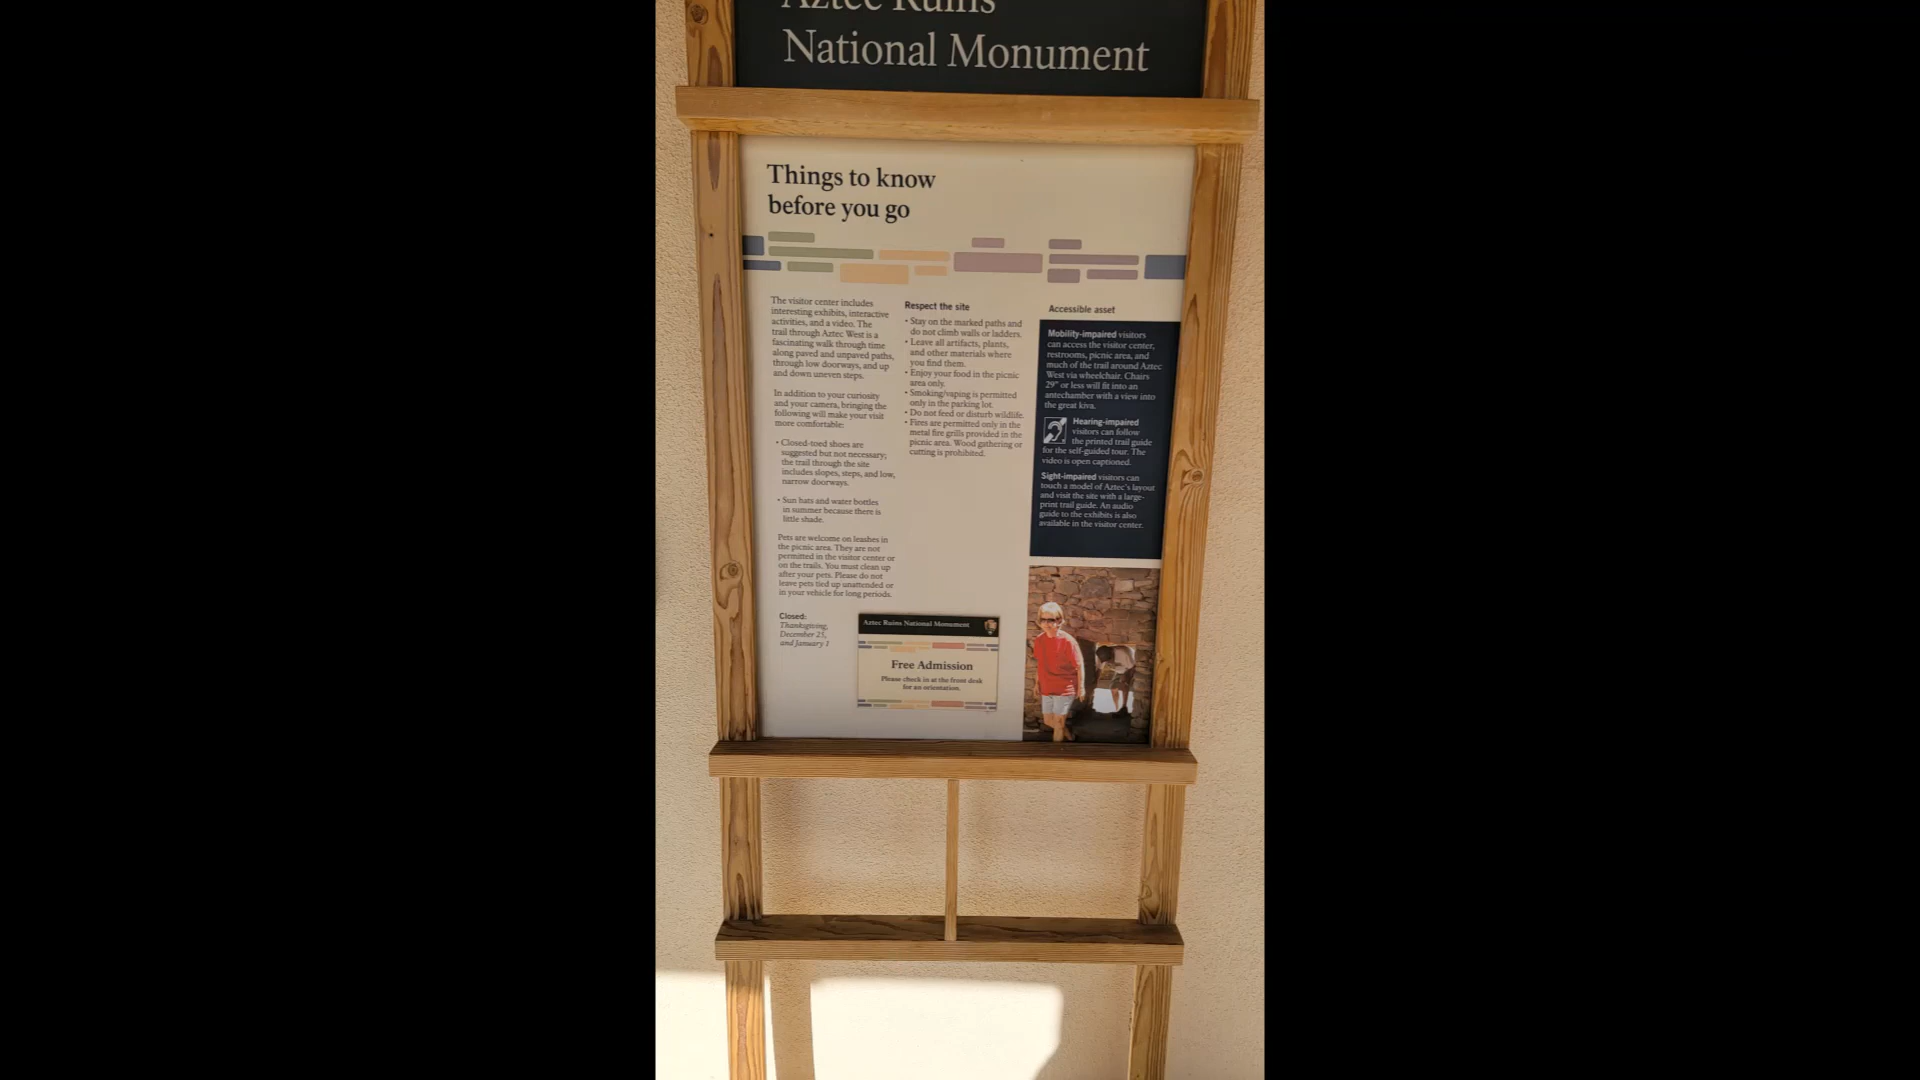 Aztec Ruins
National Monument
Things to know
before you go
The visitor center includes
interesting exhibits, interactive
activities, and a video. The
trail through Aztec West is a
fascinating walk through time
along paved and unpaved paths,
through low doorways, and up
and down uneven steps.
In addition to your curiosity
and your camera, bringing the
following will make your visit
more comfortable:
• Closed-toed shoes are
suggested but not necessary;
the trail through the site
includes slopes, steps, and low,
narrow doorways.
• Sun hats and water bottles
in summer because there is
little shade.
Pets are welcome on leashes in
the picnic area. They are not
permitted in the visitor center or
on the trails. You must clean up
after your pets. Please do not
leave pets tied up unattended or
in your vehicle for long periods.
Closed:
Thanksgiving,
December 25,
and January 1
Respect the site
• Stay on the marked paths and
do not climb walls or ladders.
• Leave all artifacts, plants,
and other materials where
you find them.
• Enjoy your food in the picnic
area only.
• Smoking/vaping is permitted
only in the parking lot.
• Do not feed or disturb wildlife.
• Fires are permitted only in the
metal fire grills provided in the
picnic area. Wood gathering or
cutting is prohibited.
Aztec Ruins National Monument
Free Admission
Please check in at the front desk
for an orientation.
Accessible asset
Mobility-impaired visitors
can access the visitor center,
restrooms, picnic area, and
much of the trail around Aztec
West via wheelchair. Chairs
29" or less will fit into an
antechamber with a view into
the great kiva.
Hearing-impaired
visitors can follow
the printed trail guide
for the self-guided tour. The
video is open captioned.
Sight-impaired visitors can
touch a model of Aztec's layout
and visit the site with a large-
print trail guide. An audio
guide to the exhibits is also
available in the visitor center.